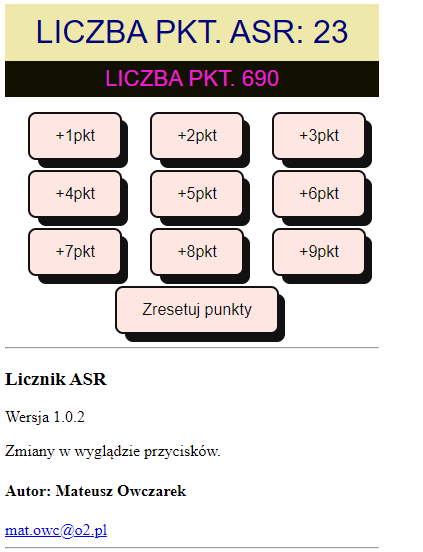 LICZBA PKT. ASR: 23
LICZBA PKT. 690
+1pkt +2pkt +3pkt
+4pkt +5pkt +6pkt
+7pkt +8pkt +9pkt
Zresetuj punkty
Licznik ASR
Wersja 1.0.2
Zmiany w wyglądzie przycisków.
Autor: Mateusz Owczarek
mat.owc@o2.pl